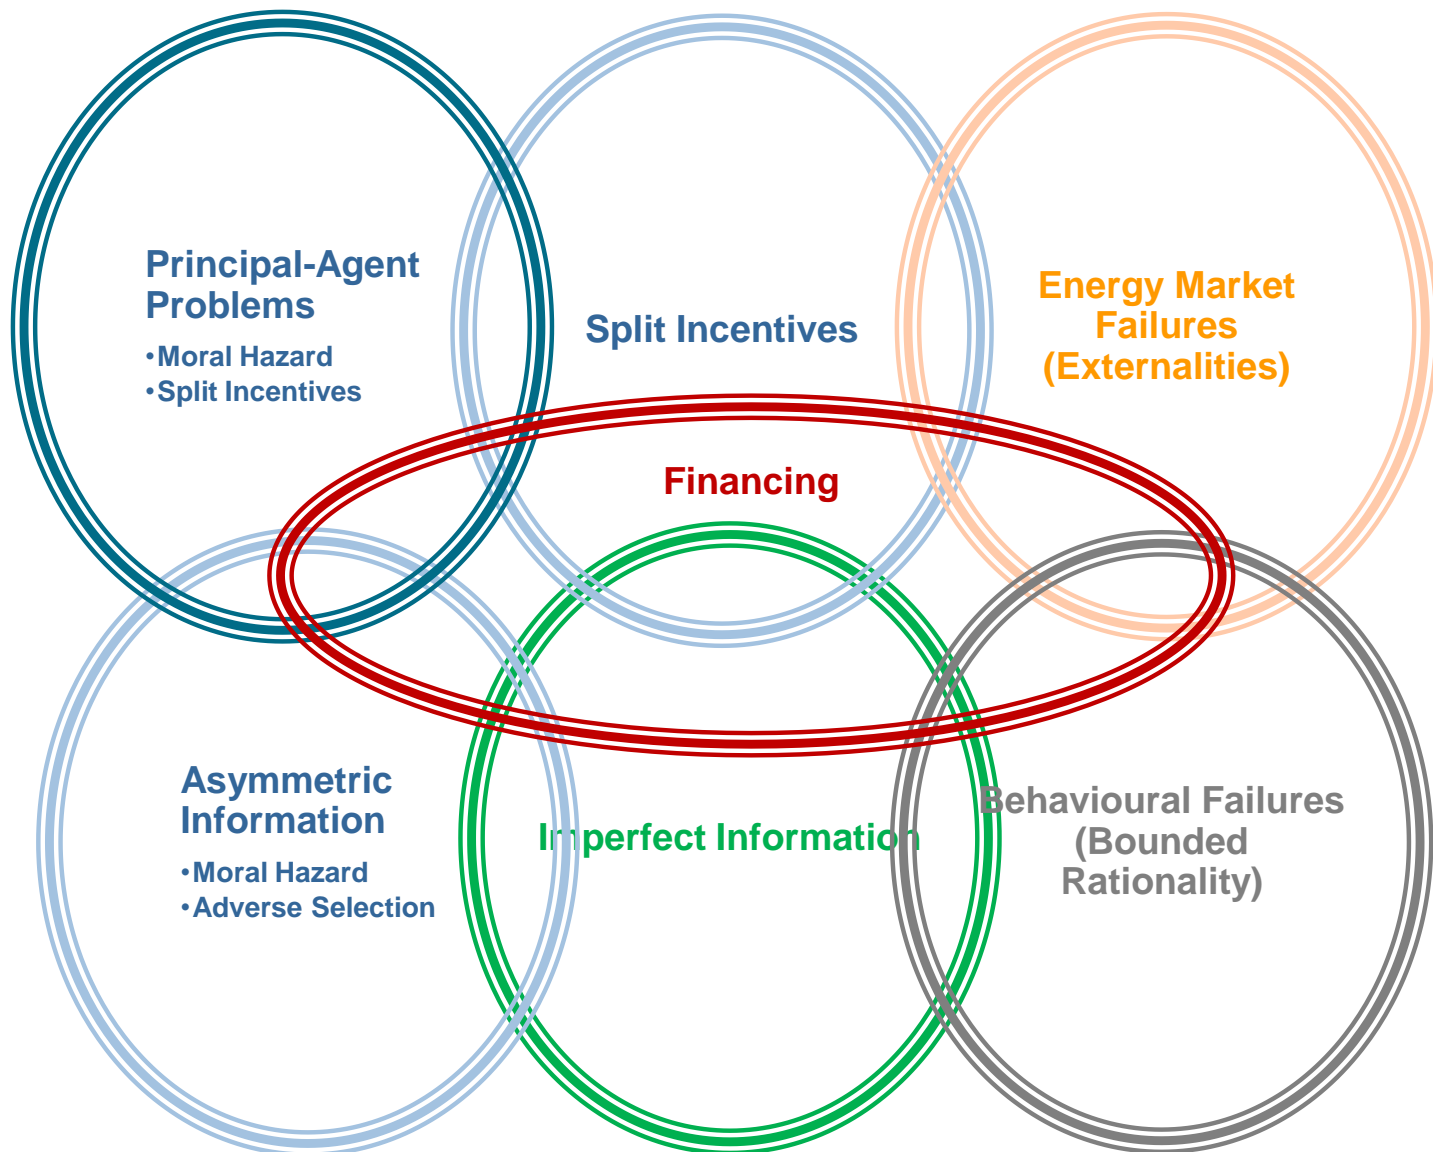 Principal-Agent
Problems
•Moral Hazard
•Split Incentives
Split Incentives
Energy Market
Failures
(Externalities)
Financing
Asymmetric
Information
•Moral Hazard
•Adverse Selection
Imperfect Information
Behavioural Failures
(Bounded
Rationality)